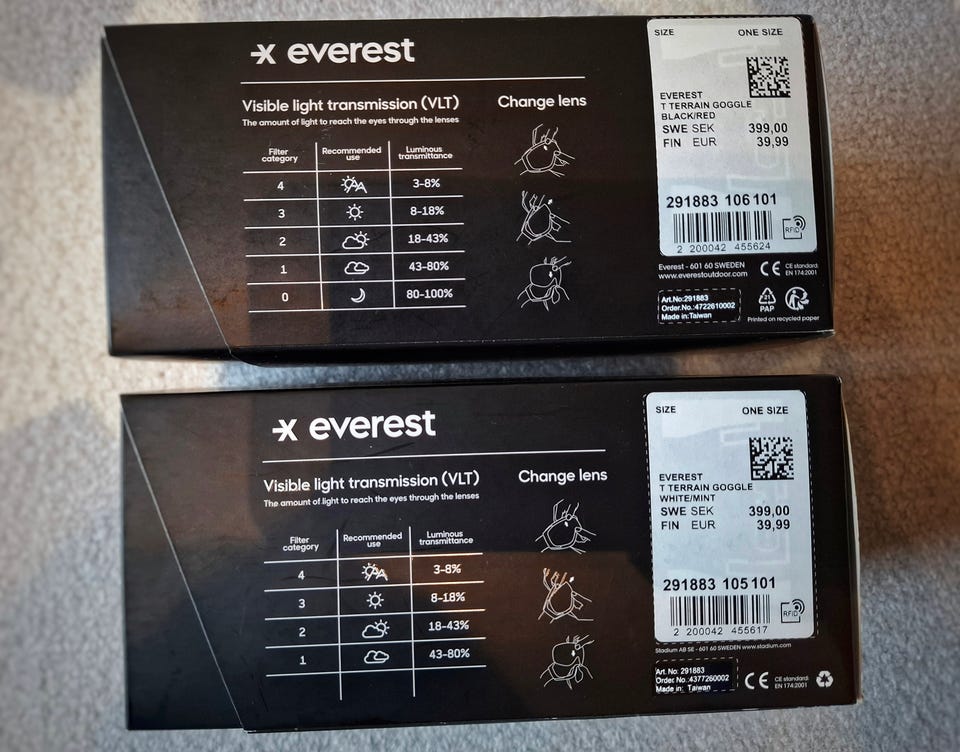 everest
Visible light transmission (VLT)
The amount of light to reach the eyes through the lenses
Filter category Recommended use Luminous transmittance
4 3-8%
3 8-18%
2 18-43%
1 43-80%
0 80-100%
Change lens
SIZE ONE SIZE
EVEREST
T TERRAIN GOGGLE
BLACK/RED
SWE SEK 399,00
FIN EUR 39,99
291883 106 101
RFID
2 200042 455624
Everest - 601 60 SWEDEN
www.everestoutdoor.com
CE CE standard:
EN 174:2001
Art.No:291883
Order.No.:4722610002
Made in:Taiwan
21
PAP
Printed on recycled paper
everest
Visible light transmission (VLT)
The amount of light to reach the eyes through the lenses
Filter category Recommended use Luminous transmittance
4 3-8%
3 8-18%
2 18-43%
1 43-80%
Change lens
SIZE ONE SIZE
EVEREST
T TERRAIN GOGGLE
WHITE/MINT
SWE SEK 399,00
FIN EUR 39,99
291883 105 101
RFID
2 200042 455617
Stadium AB SE - 601 60 SWEDEN www.stadium.com
Art. No: 291883
Order No.:4377260002
Made in: Taiwan
CE CE standard:
EN 174:2001